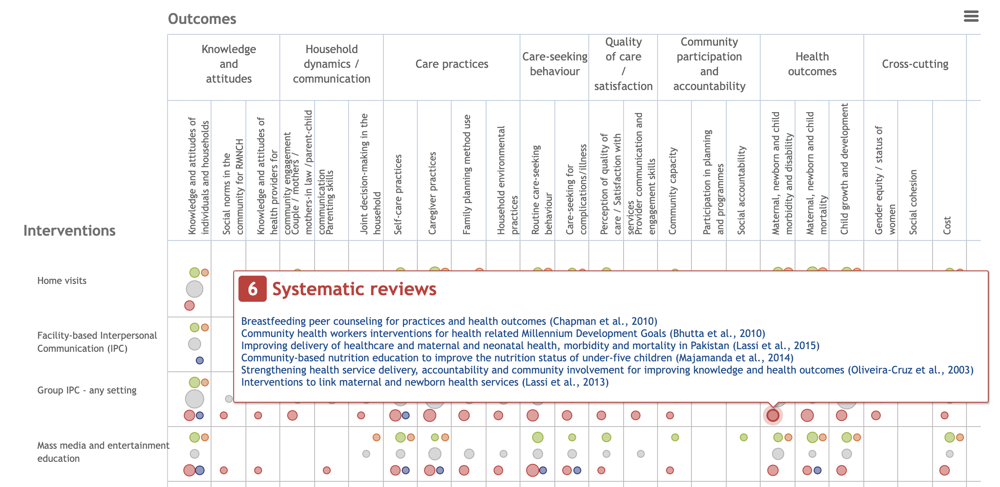 Outcomes
Knowledge
and
attitudes
Household
dynamics /
communication
Care practices
Care-seeking
behaviour
Quality
of care
/
satisfaction
Community
participation
and
accountability
Health
outcomes
Cross-cutting
Interventions
Knowledge and attitudes of
individuals and households
Social norms in the
community for RMNCH
Knowledge and attitudes of
health providers for
community engagement
Couple / mothers /
mothers-in law /parent-child
communication
Parenting skills
Joint decision-making in the
household
Self-care practices
Caregiver practices
Family planning method use
Household environmental
practices
Routine care-seeking
behaviour
Care-seeking for
complications/illness
Perception of quality of
care / Satisfaction with
services
Provider communication and
engagement skills
Community capacity
Participation in planning
and programmes
Social accountability
Maternal, newborn and child
morbidity and disability
Maternal, newborn and child
mortality
Child growth and development
Gender equity / status of
women
Social cohesion
Cost
Home visits
Facility-based Interpersonal
Communication (IPC)
Group IPC - any setting
Mass media and entertainment
education
6 Systematic reviews
Breastfeeding peer counseling for practices and health outcomes (Chapman et al., 2010)
Community health workers interventions for health related Millennium Development Goals (Bhutta et al., 2010)
Improving delivery of healthcare and maternal and neonatal health, morbidity and mortality in Pakistan (Lassi et al., 2015)
Community-based nutrition education to improve the nutrition status of under-five children (Majamanda et al., 2014)
Strengthening health service delivery, accountability and community involvement for improving knowledge and health outcomes (Oliveira-Cruz et al., 2003)
Interventions to link maternal and newborn health services (Lassi et al., 2013)